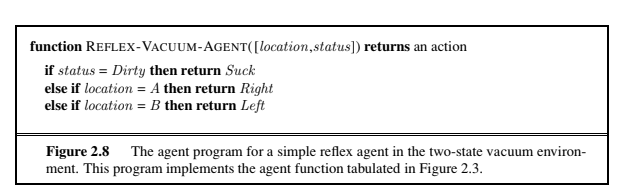 function REFLEX-VACUUM-AGENT([location,status]) returns an action
if status = Dirty then return Suck
else if location = A then return Right
else if location = B then return Left
Figure 2.8 The agent program for a simple reflex agent in the two-state vacuum environ-
ment. This program implements the agent function tabulated in Figure 2.3.